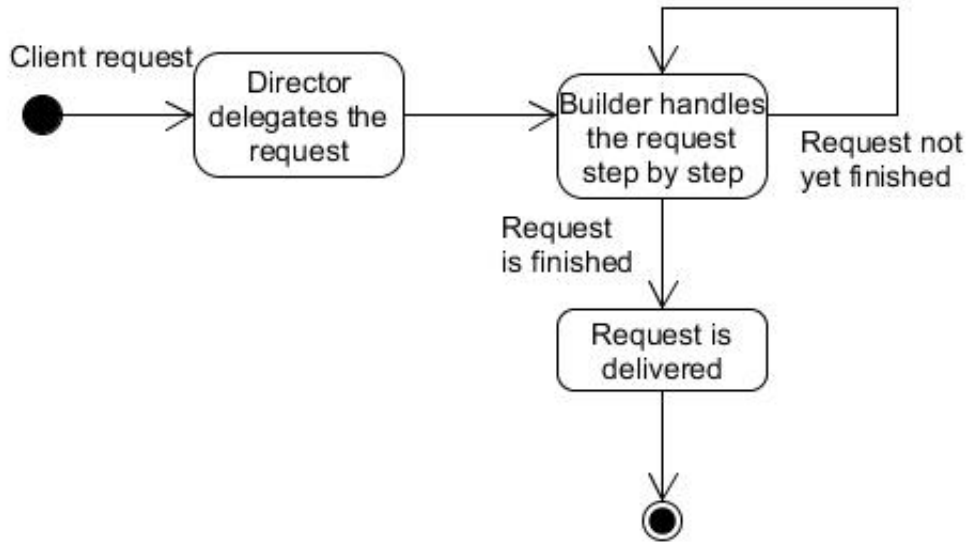 Client request
Director
delegates the
request
Builder handles
the request
step by step
Request not
yet finished
Request
is finished
Request is
delivered